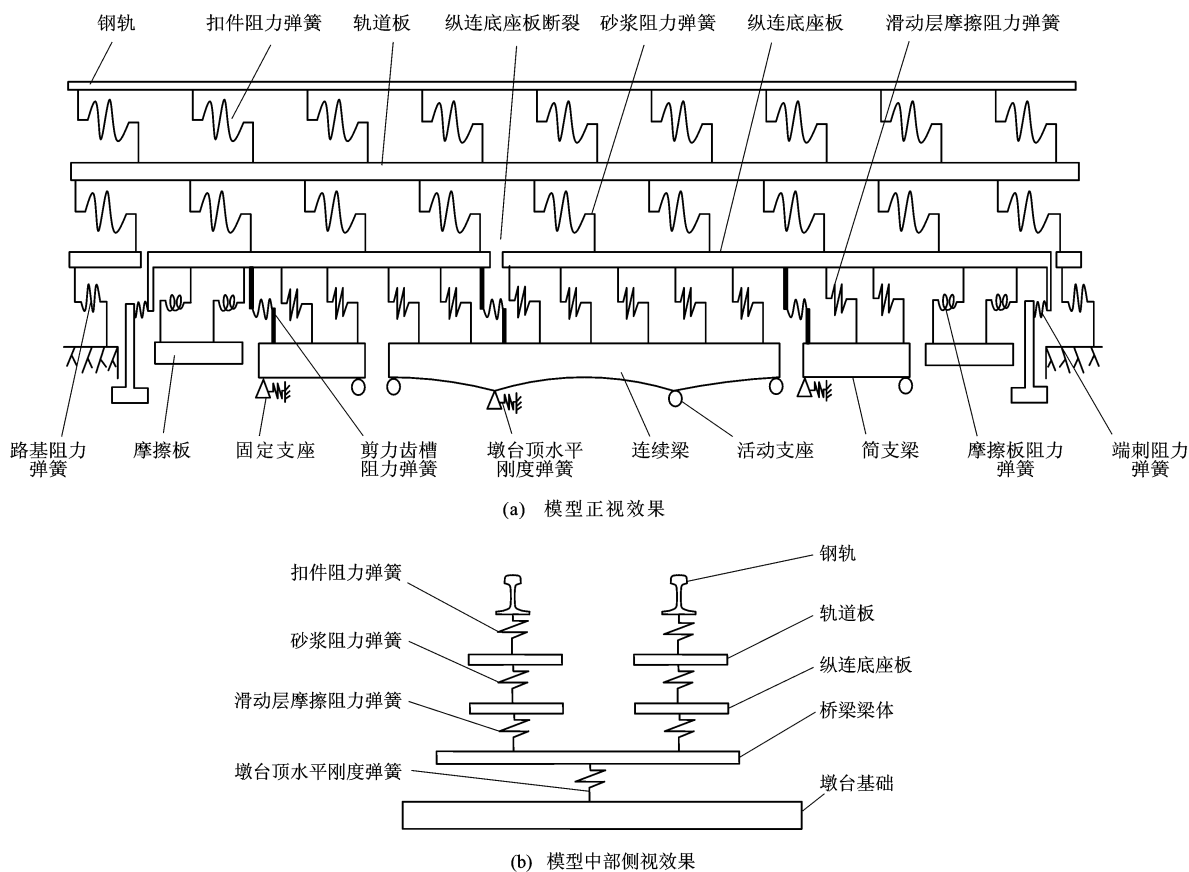 钢轨 扣件阻力弹簧 轨道板 纵连底座板断裂 砂浆阻力弹簧 纵连底座板 滑动层摩擦阻力弹簧
路基阻力弹簧 摩擦板 固定支座 剪力齿槽阻力弹簧 墩台顶水平刚度弹簧 连续梁 活动支座 简支梁 摩擦板阻力弹簧 端刺阻力弹簧
(a) 模型正视效果
钢轨
扣件阻力弹簧
轨道板
砂浆阻力弹簧
纵连底座板
滑动层摩擦阻力弹簧
桥梁梁体
墩台顶水平刚度弹簧
墩台基础
(b) 模型中部侧视效果